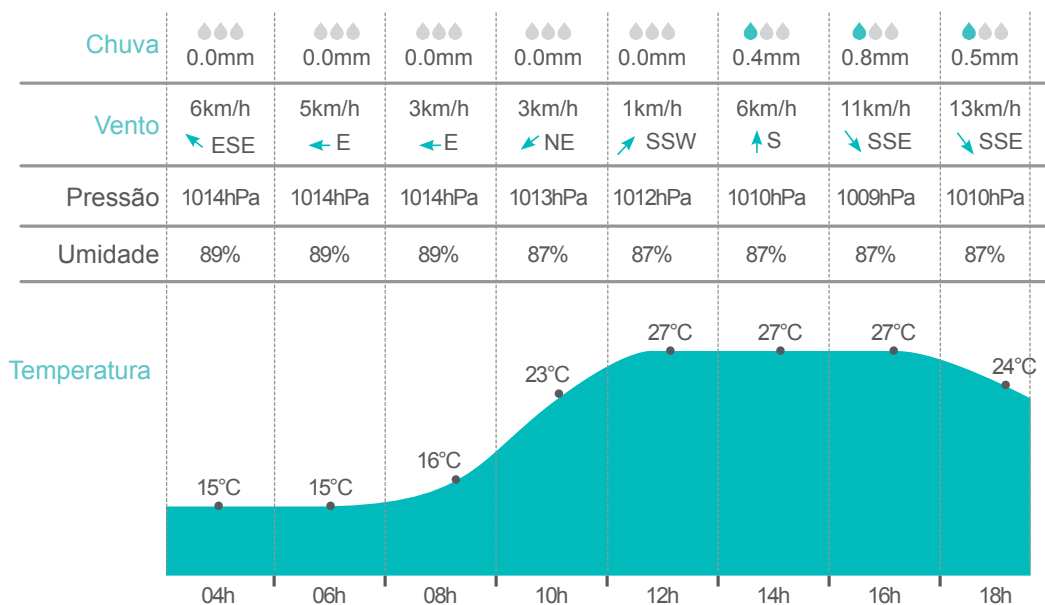 Chuva 0.0mm 0.0mm 0.0mm 0.0mm 0.0mm 0.4mm 0.8mm 0.5mm
Vento 6km/h 5km/h 3km/h 3km/h 1km/h 6km/h 11km/h 13km/h
ESE E E NE SSW S SSE SSE
Pressão 1014hPa 1014hPa 1014hPa 1013hPa 1012hPa 1010hPa 1009hPa 1010hPa
Umidade 89% 89% 89% 87% 87% 87% 87% 87%
Temperatura 15°C 15°C 16°C 23°C 27°C 27°C 27°C 24°C
04h 06h 08h 10h 12h 14h 16h 18h